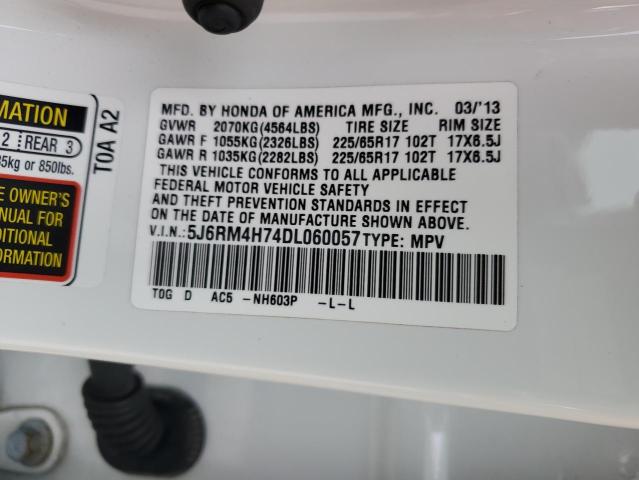 MATION
2 REAR 3
5kg or 850lbs.
E OWNER'S
ANUAL FOR
DITIONAL
ORMATION
T0A A2
MFD. BY HONDA OF AMERICA MFG., INC. 03/'13
GVWR 2070KG(4564LBS) TIRE SIZE RIM SIZE
GAWR F 1055KG(2326LBS) 225/65R17 102T 17X6.5J
GAWR R 1035KG(2282LBS) 225/65R17 102T 17X6.5J
THIS VEHICLE CONFORMS TO ALL APPLICABLE
FEDERAL MOTOR VEHICLE SAFETY
AND THEFT PREVENTION STANDARDS IN EFFECT
ON THE DATE OF MANUFACTURE SHOWN ABOVE.
V.I.N.: 5J6RM4H74DL060057 TYPE: MPV
T0G D AC5 -NH603P -L-L